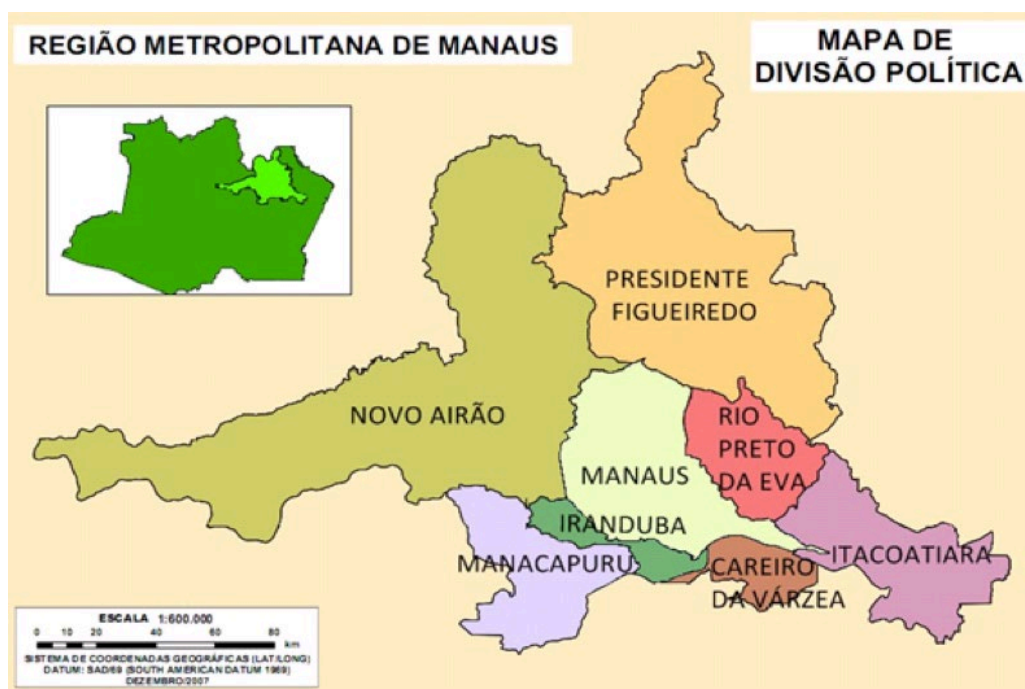 REGIÃO METROPOLITANA DE MANAUS
MAPA DE
DIVISÃO POLÍTICA
PRESIDENTE
FIGUEIREDO
NOVO AIRÃO
RIO
PRETO
DA EVA
MANAUS
IRANDUBA
MANACAPURU
ITACOATIARA
CAREIRO
DA VÁRZEA
ESCALA 1:600.000
0 10 20 40 60 80
km
SISTEMA DE COORDENADAS GEOGRÁFICAS (LAT/LONG)
DATUM: SAD/69 (SOUTH AMERICAN DATUM 1969)
DEZEMBRO/2007